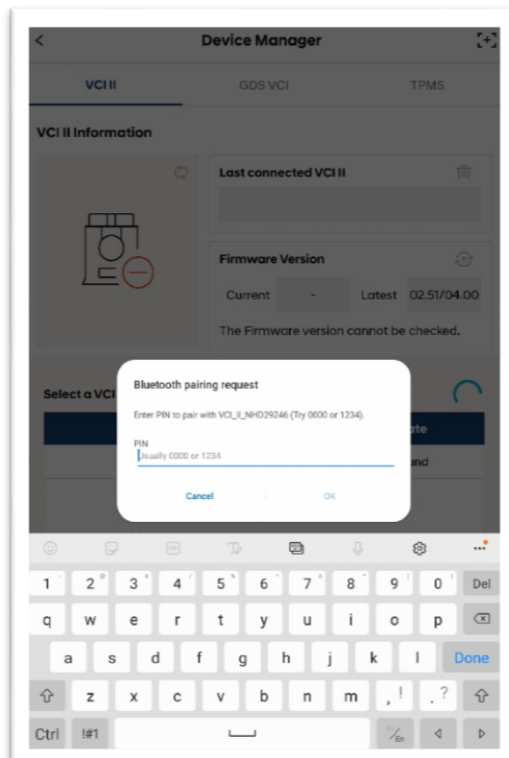 Device Manager
VCI II GDS VCI TPMS
VCI II Information
Last connected VCI II
Firmware Version
Current - Latest 02.51/04.00
The Firmware version cannot be checked.
Select a VCI
Bluetooth pairing request
Enter PIN to pair with VCI_II_NHD29246 (Try 0000 or 1234).
PIN
Usually 0000 or 1234
Cancel OK
1 2 3 4 5 6 7 8 9 0 Del
q w e r t y u i o p
a s d f g h j k l Done
z x c v b n m , ! . ?
Ctrl !#1 En